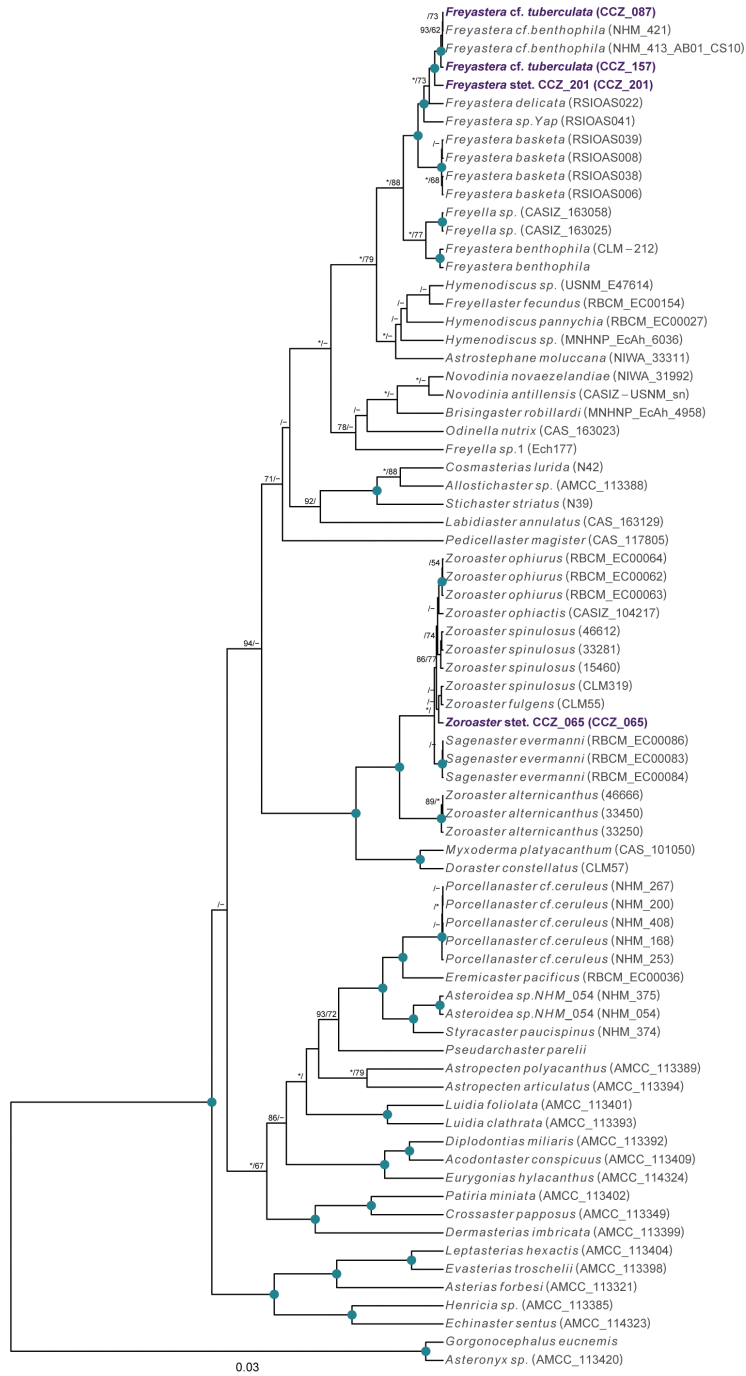 /73
Freyastera cf. tuberculata (CCZ_087)
93/62
Freyastera cf.benthophila (NHM_421)
Freyastera cf.benthophila (NHM_413_AB01_CS10)
Freyastera cf. tuberculata (CCZ_157)
*/73
Freyastera stet. CCZ_201 (CCZ_201)
Freyastera delicata (RSIOAS022)
Freyastera sp.Yap (RSIOAS041)
/–
Freyastera basketa (RSIOAS039)
Freyastera basketa (RSIOAS008)
*/68
Freyastera basketa (RSIOAS038)
*/88
Freyastera basketa (RSIOAS006)
Freyella sp. (CASIZ_163058)
*/77
Freyella sp. (CASIZ_163025)
Freyastera benthophila (CLM–212)
*/79
Freyastera benthophila
/–
Hymenodiscus sp. (USNM_E47614)
/–
Freyellaster fecundus (RBCM_EC00154)
/–
Hymenodiscus pannychia (RBCM_EC00027)
*/–
Hymenodiscus sp. (MNHNP_EcAh_6036)
*/–
Astrostephane moluccana (NIWA_33311)
*/–
Novodinia novaezelandiae (NIWA_31992)
*/–
Novodinia antillensis (CASIZ–USNM_sn)
/–
Brisingaster robillardi (MNHNP_EcAh_4958)
78/–
Odinella nutrix (CAS_163023)
/–
Freyella sp.1 (Ech177)
*/88
Cosmasterias lurida (N42)
71/–
Allostichaster sp. (AMCC_113388)
92/
Stichaster striatus (N39)
Labidiaster annulatus (CAS_163129)
Pedicellaster magister (CAS_117805)
/54
Zoroaster ophiurus (RBCM_EC00064)
Zoroaster ophiurus (RBCM_EC00062)
Zoroaster ophiurus (RBCM_EC00063)
/–
Zoroaster ophiactis (CASIZ_104217)
/74
Zoroaster spinulosus (46612)
94/–
Zoroaster spinulosus (33281)
86/77
Zoroaster spinulosus (15460)
/–
Zoroaster spinulosus (CLM319)
/–
Zoroaster fulgens (CLM55)
*/
Zoroaster stet. CCZ_065 (CCZ_065)
/–
Sagenaster evermanni (RBCM_EC00086)
Sagenaster evermanni (RBCM_EC00083)
Sagenaster evermanni (RBCM_EC00084)
89/*
Zoroaster alternicanthus (46666)
Zoroaster alternicanthus (33450)
Zoroaster alternicanthus (33250)
Myxoderma platyacanthum (CAS_101050)
Doraster constellatus (CLM57)
/–
Porcellanaster cf.ceruleus (NHM_267)
/*
Porcellanaster cf.ceruleus (NHM_200)
/–
/–
Porcellanaster cf.ceruleus (NHM_408)
Porcellanaster cf.ceruleus (NHM_168)
Porcellanaster cf.ceruleus (NHM_253)
Eremicaster pacificus (RBCM_EC00036)
Asteroidea sp.NHM_054 (NHM_375)
93/72
Asteroidea sp.NHM_054 (NHM_054)
Styracaster paucispinus (NHM_374)
Pseudarchaster parelii
*/
*/79
Astropecten polyacanthus (AMCC_113389)
Astropecten articulatus (AMCC_113394)
Luidia foliolata (AMCC_113401)
86/–
Luidia clathrata (AMCC_113393)
Diplodontias miliaris (AMCC_113392)
Acodontaster conspicuus (AMCC_113409)
*/67
Eurygonias hylacanthus (AMCC_114324)
Patiria miniata (AMCC_113402)
Crossaster papposus (AMCC_113349)
Dermasterias imbricata (AMCC_113399)
Leptasterias hexactis (AMCC_113404)
Evasterias troschelii (AMCC_113398)
Asterias forbesi (AMCC_113321)
Henricia sp. (AMCC_113385)
Echinaster sentus (AMCC_114323)
Gorgonocephalus eucnemis
Asteronyx sp. (AMCC_113420)
0.03